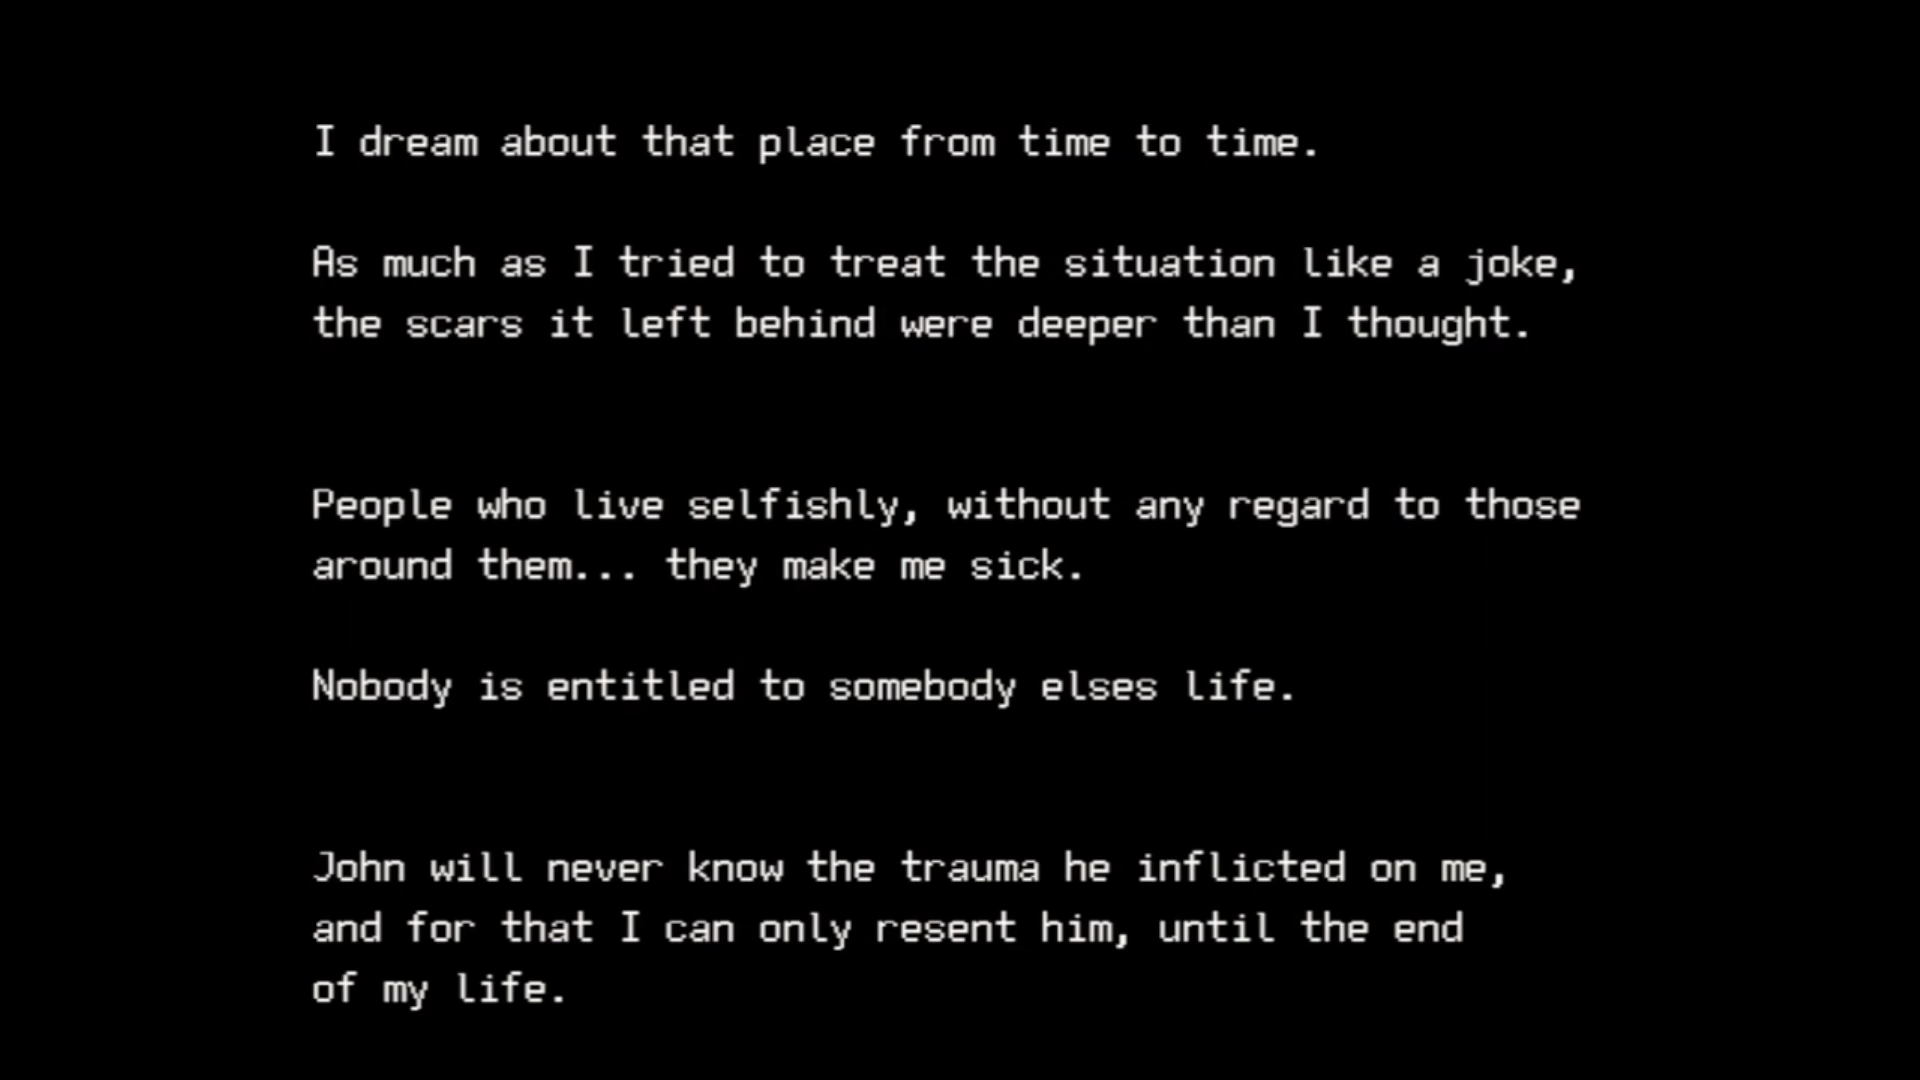 I dream about that place from time to time.
As much as I tried to treat the situation like a joke,
the scars it left behind were deeper than I thought.
People who live selfishly, without any regard to those
around them... they make me sick.
Nobody is entitled to somebody elses life.
John will never know the trauma he inflicted on me,
and for that I can only resent him, until the end
of my life.